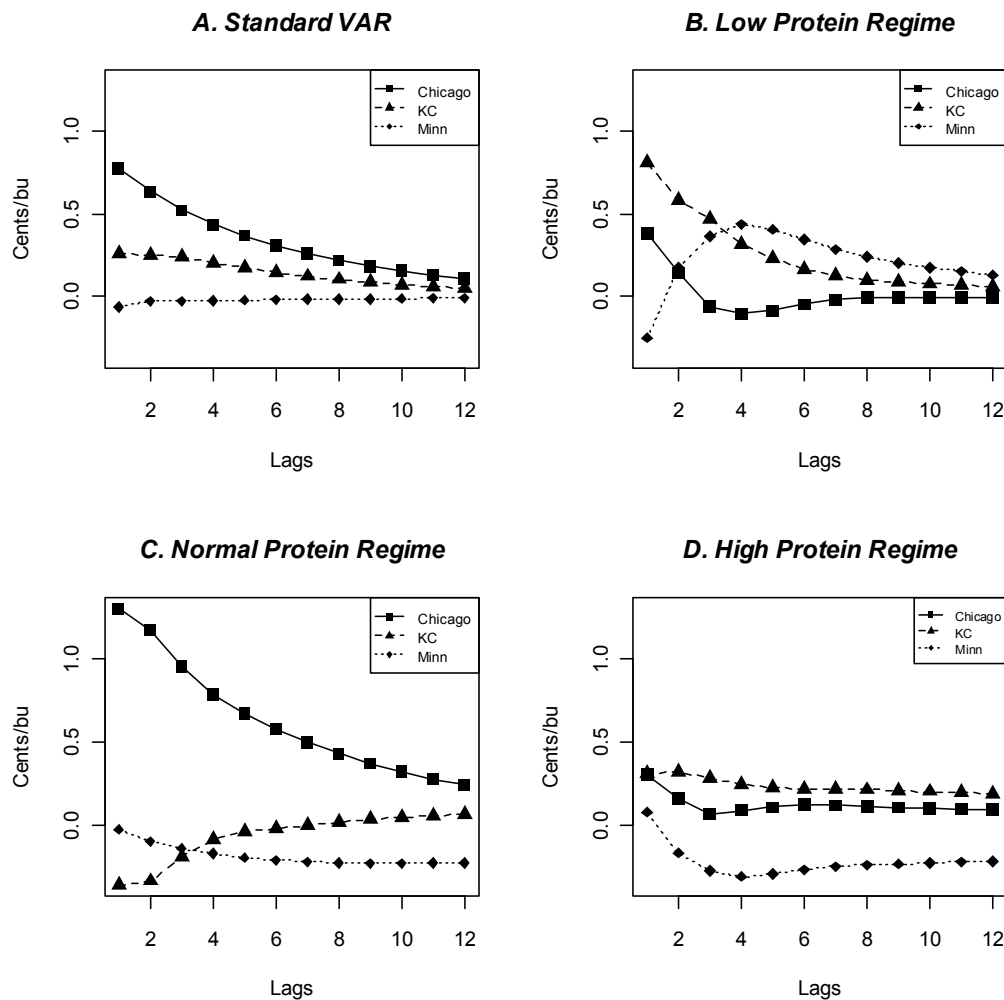 A. Standard VAR
Cents/bu
1.0
0.5
0.0
Chicago
KC
Minn
2 4 6 8 10 12
Lags
B. Low Protein Regime
Cents/bu
1.0
0.5
0.0
Chicago
KC
Minn
2 4 6 8 10 12
Lags
C. Normal Protein Regime
Cents/bu
1.0
0.5
0.0
Chicago
KC
Minn
2 4 6 8 10 12
Lags
D. High Protein Regime
Cents/bu
1.0
0.5
0.0
Chicago
KC
Minn
2 4 6 8 10 12
Lags